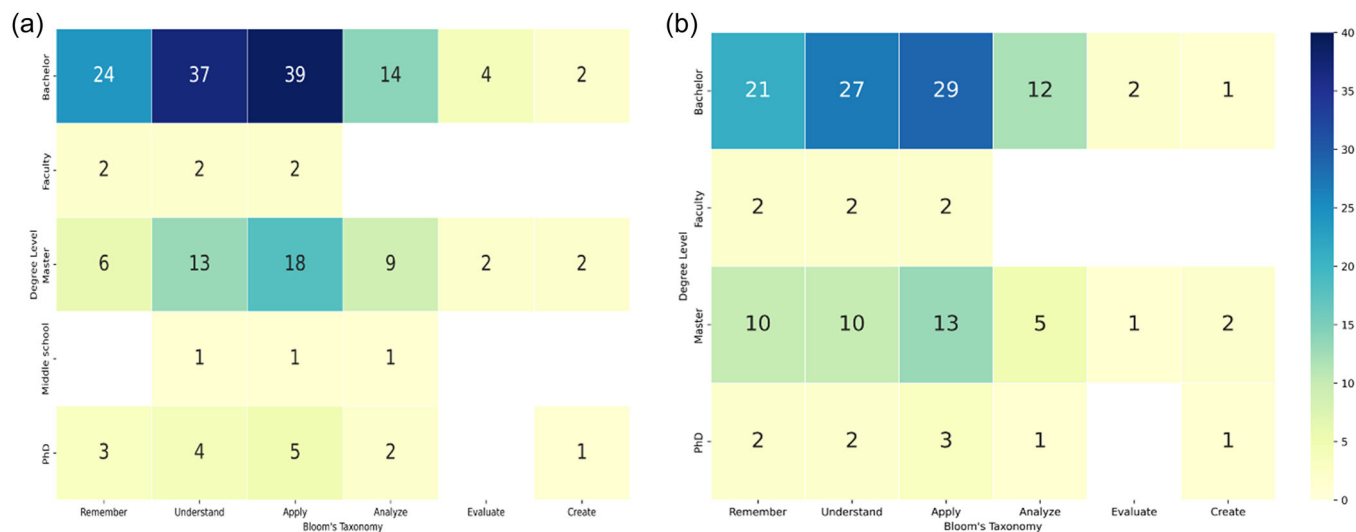 (a)
Bachelor 24 37 39 14 4 2
Faculty 2 2 2
Master 6 13 18 9 2 2
Degree Level
Middle school 1 1 1
PhD 3 4 5 2 1
Remember Understand Apply Analyze Evaluate Create
Bloom's Taxonomy
(b)
Bachelor 21 27 29 12 2 1
Faculty 2 2 2
Degree Level
Master 10 10 13 5 1 2
PhD 2 2 3 1 1
Remember Understand Apply Analyze Evaluate Create
Bloom's Taxonomy
40
35
30
25
20
15
10
5
0